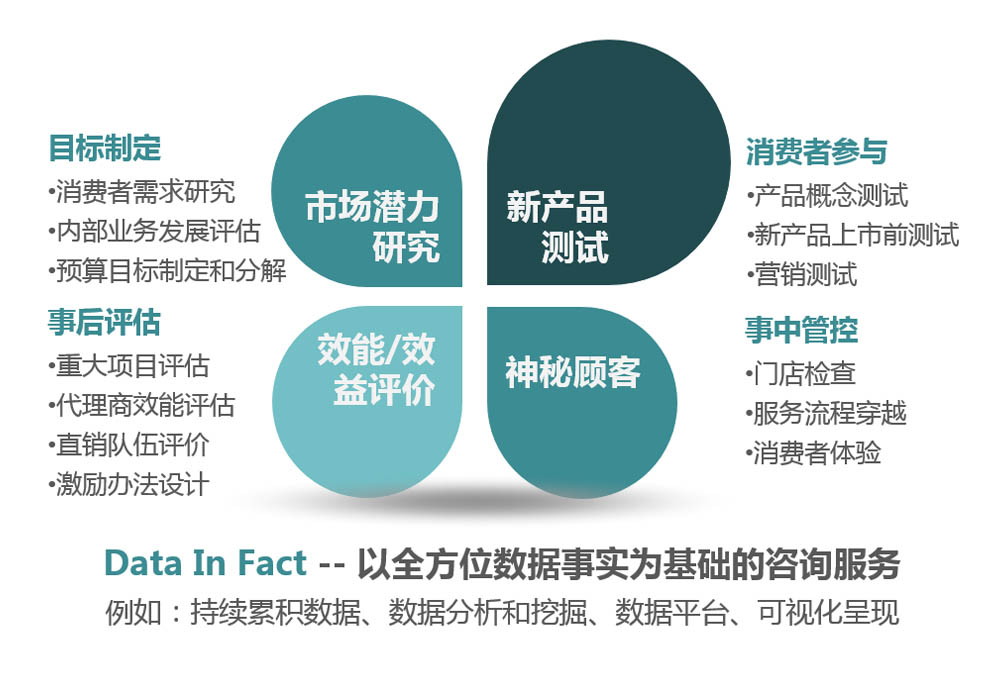 目标制定
•消费者需求研究
•内部业务发展评估
•预算目标制定和分解
市场潜力
研究
新产品
测试
消费者参与
•产品概念测试
•新产品上市前测试
•营销测试
事后评估
•重大项目评估
•代理商效能评估
•直销队伍评价
•激励办法设计
效能/效
益评价
神秘顾客
事中管控
•门店检查
•服务流程穿越
•消费者体验
Data In Fact -- 以全方位数据事实为基础的咨询服务
例如：持续累积数据、数据分析和挖掘、数据平台、可视化呈现